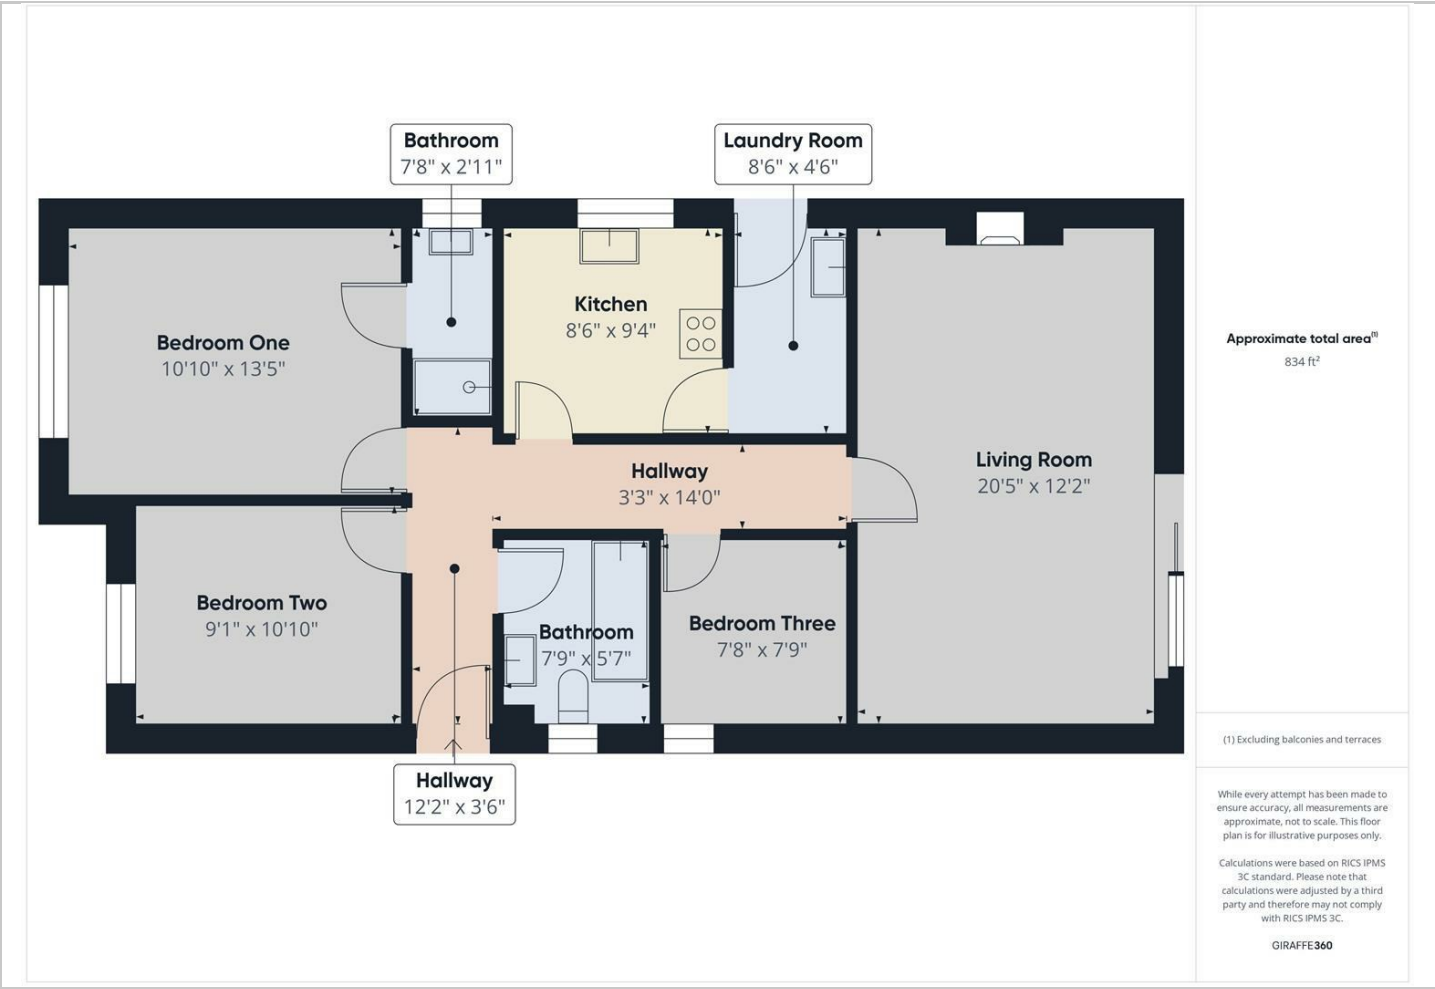 Bathroom
7'8" x 2'11"
Laundry Room
8'6" x 4'6"
Kitchen
8'6" x 9'4"
Bedroom One
10'10" x 13'5"
Hallway
3'3" x 14'0"
Living Room
20'5" x 12'2"
Bedroom Two
9'1" x 10'10"
Bathroom
7'9" x 5'7"
Bedroom Three
7'8" x 7'9"
Hallway
12'2" x 3'6"
Approximate total area⁽¹⁾
834 ft²
(1) Excluding balconies and terraces
While every attempt has been made to
ensure accuracy, all measurements are
approximate, not to scale. This floor
plan is for illustrative purposes only.
Calculations were based on RICS IPMS
3C standard. Please note that
calculations were adjusted by a third
party and therefore may not comply
with RICS IPMS 3C.
GIRAFFE360